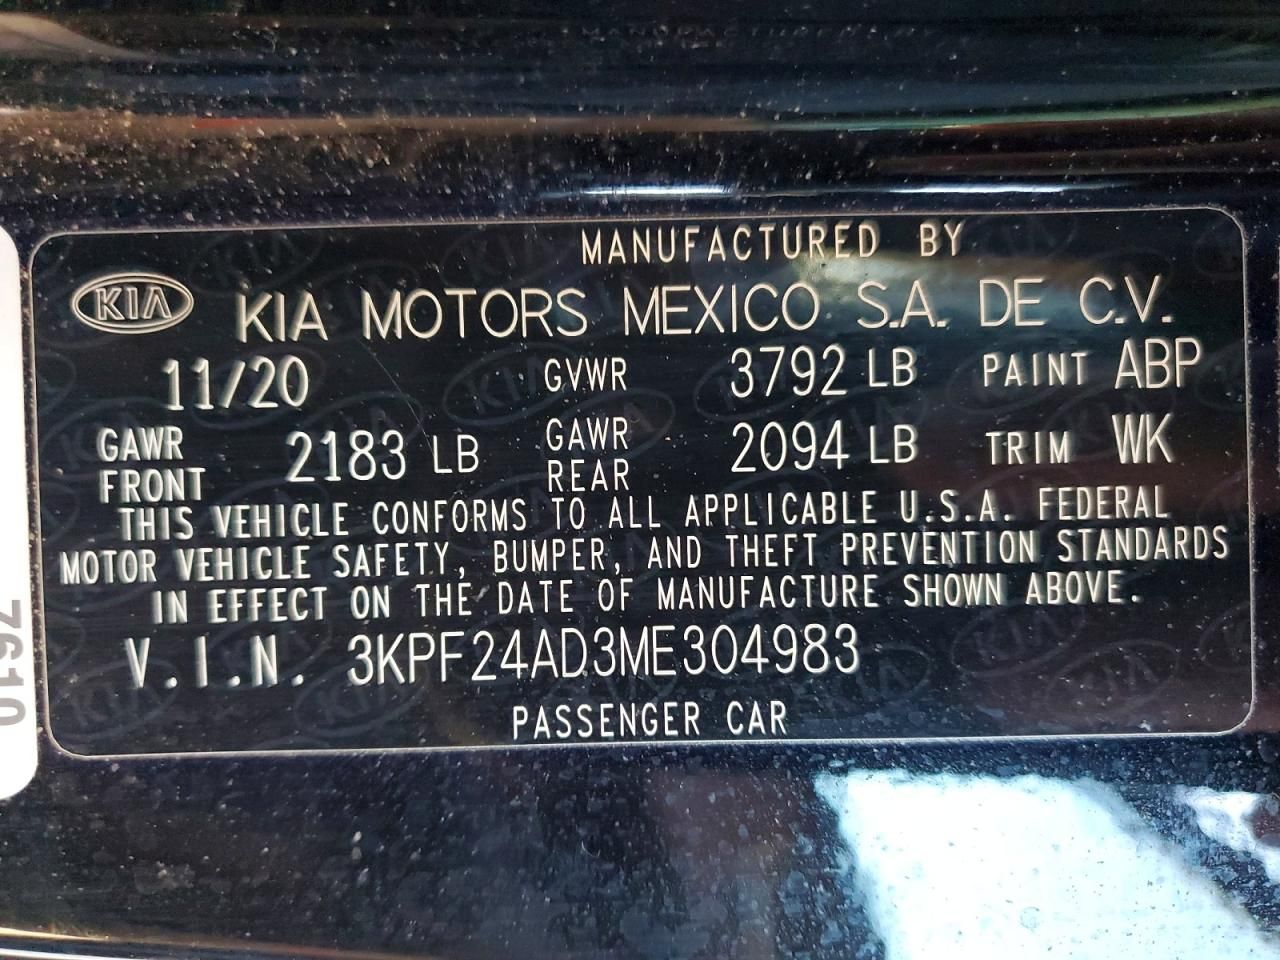 MANUFACTURED BY
KIA KIA MOTORS MEXICO S.A. DE C.V.
11/20 GVWR 3792 LB PAINT ABP
GAWR FRONT 2183 LB GAWR REAR 2094 LB TRIM WK
THIS VEHICLE CONFORMS TO ALL APPLICABLE U.S.A. FEDERAL
MOTOR VEHICLE SAFETY, BUMPER, AND THEFT PREVENTION STANDARDS
IN EFFECT ON THE DATE OF MANUFACTURE SHOWN ABOVE.
V.I.N. 3KPF24AD3ME304983
PASSENGER CAR
7610